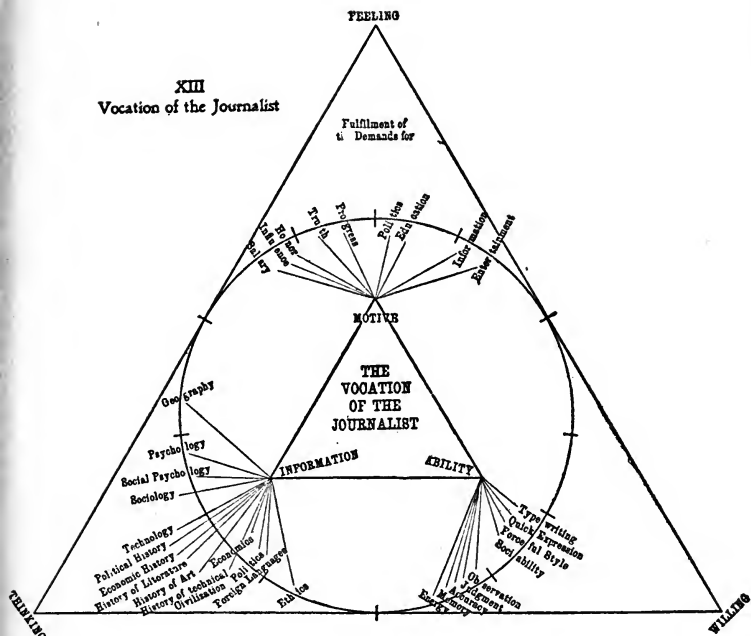 FEELING
XIII
Vocation of the Journalist
Fulfilment of
Demands for
Salary
Influence
Honor
Truth
Progress
Politics
Education
Information
Entertainment
MOTIVE
THE
VOCATION
OF THE
JOURNALIST
INFORMATION
ABILITY
Geography
Psychology
Social Psychology
Sociology
Technology
Political History
Economic History
History of Literature
History of Art
History of technical
Civilization
Economics
Politics
Foreign Languages
Ethics
Typewriting
Quick Expression
Forceful Style
Sociability
Observation
Judgment
Accuracy
Memory
Energy
THINKING
WILLING